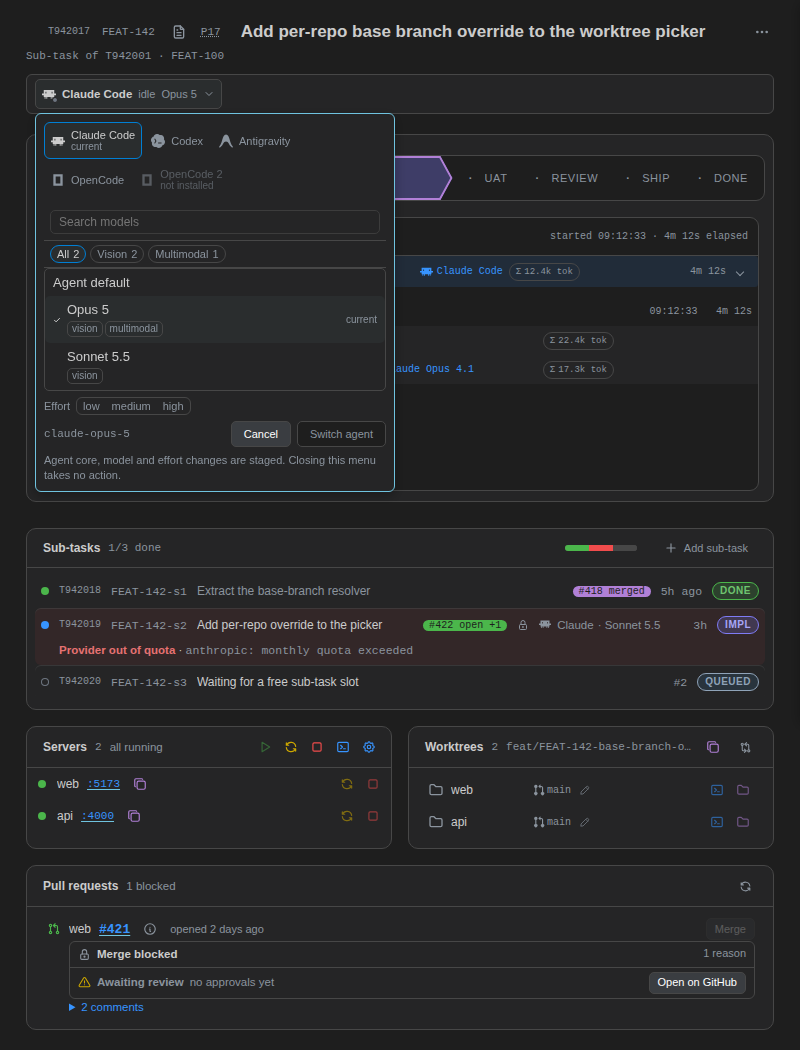 T942017 FEAT-142 P17 Add per-repo base branch override to the worktree picker
Sub-task of T942001 · FEAT-100
Claude Code idle Opus 5
Claude Code
current
Codex
Antigravity
OpenCode
OpenCode 2
not installed
Search models
All 2
Vision 2
Multimodal 1
Agent default
Opus 5
vision multimodal
current
Sonnet 5.5
vision
Effort low medium high
claude-opus-5
Cancel
Switch agent
Agent core, model and effort changes are staged. Closing this menu
takes no action.
· UAT · REVIEW · SHIP · DONE
started 09:12:33 · 4m 12s elapsed
Claude Code Σ 12.4k tok 4m 12s
09:12:33 4m 12s
Σ 22.4k tok
aude Opus 4.1 Σ 17.3k tok
Sub-tasks 1/3 done
Add sub-task
T942018 FEAT-142-s1 Extract the base-branch resolver #418 merged 5h ago DONE
T942019 FEAT-142-s2 Add per-repo override to the picker #422 open +1 Claude · Sonnet 5.5 3h IMPL
Provider out of quota · anthropic: monthly quota exceeded
T942020 FEAT-142-s3 Waiting for a free sub-task slot #2 QUEUED
Servers 2 all running
web :5173
api :4000
Worktrees 2 feat/FEAT-142-base-branch-o…
web main
api main
Pull requests 1 blocked
web #421 opened 2 days ago Merge
Merge blocked 1 reason
Awaiting review no approvals yet Open on GitHub
2 comments